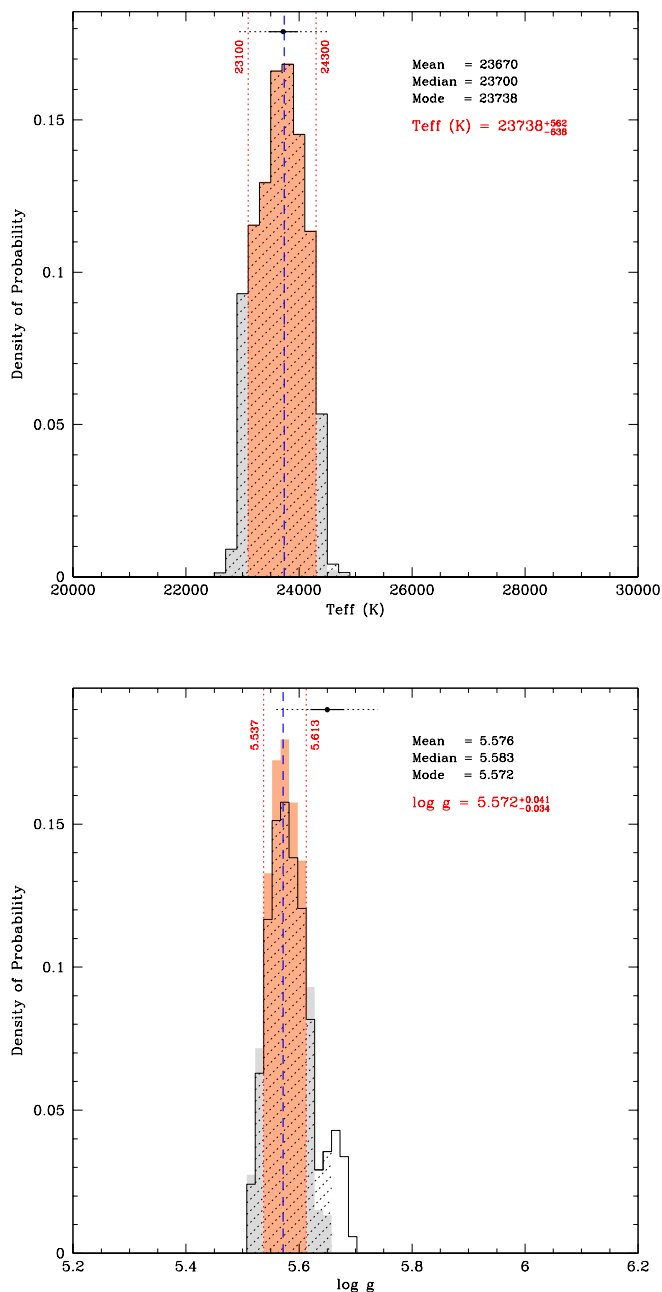 23100
24300
Mean = 23670
Median = 23700
Mode = 23738
Teff (K) = 23738 +562 −638
0.15
0.1
0.05
0
Density of Probability
20000 22000 24000 26000 28000 30000
Teff (K)
5.537
5.613
Mean = 5.576
Median = 5.583
Mode = 5.572
log g = 5.572 +0.041 −0.034
0.15
0.1
0.05
0
Density of Probability
5.2 5.4 5.6 5.8 6 6.2
log g